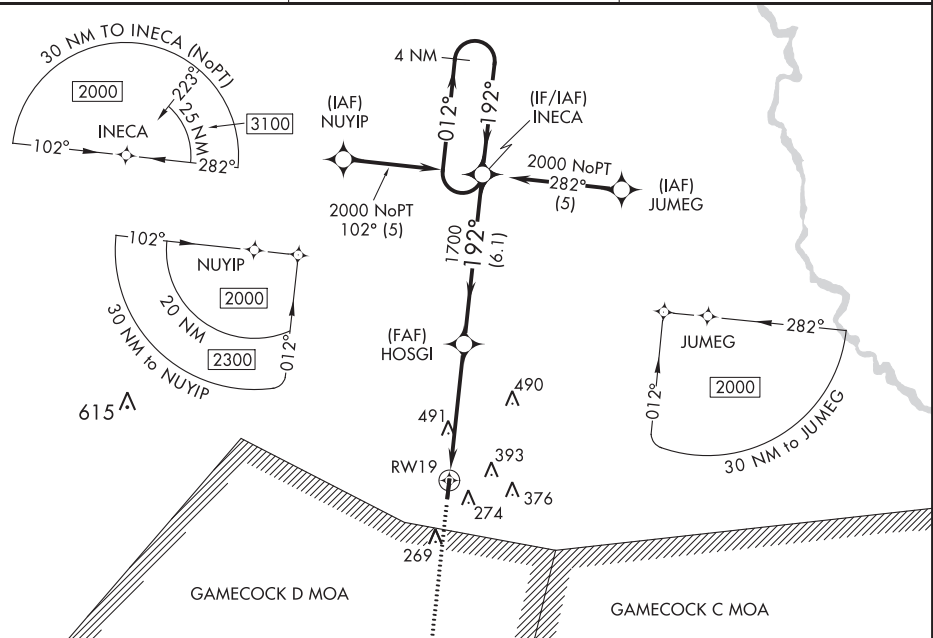 30 NM TO INECA (NoPT)
2000
223°
25 NM
3100
INECA
102°
282°
4 NM
012°
192°
(IF/IAF)
INECA
(IAF)
NUYIP
2000 NoPT
102° (5)
2000 NoPT
282°
(5)
(IAF)
JUMEG
1700
192°
(6.1)
102°
NUYIP
2000
20 NM
2300
012°
30 NM to NUYIP
615
(FAF)
HOSGI
JUMEG
282°
012°
2000
30 NM to JUMEG
490
491
RW19
393
376
274
269
GAMECOCK D MOA
GAMECOCK C MOA